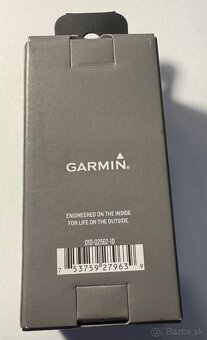 GARMIN®
ENGINEERED ON THE INSIDE
FOR LIFE ON THE OUTSIDE.
010-02562-10
7 53759 27963 9
Bazos.sk